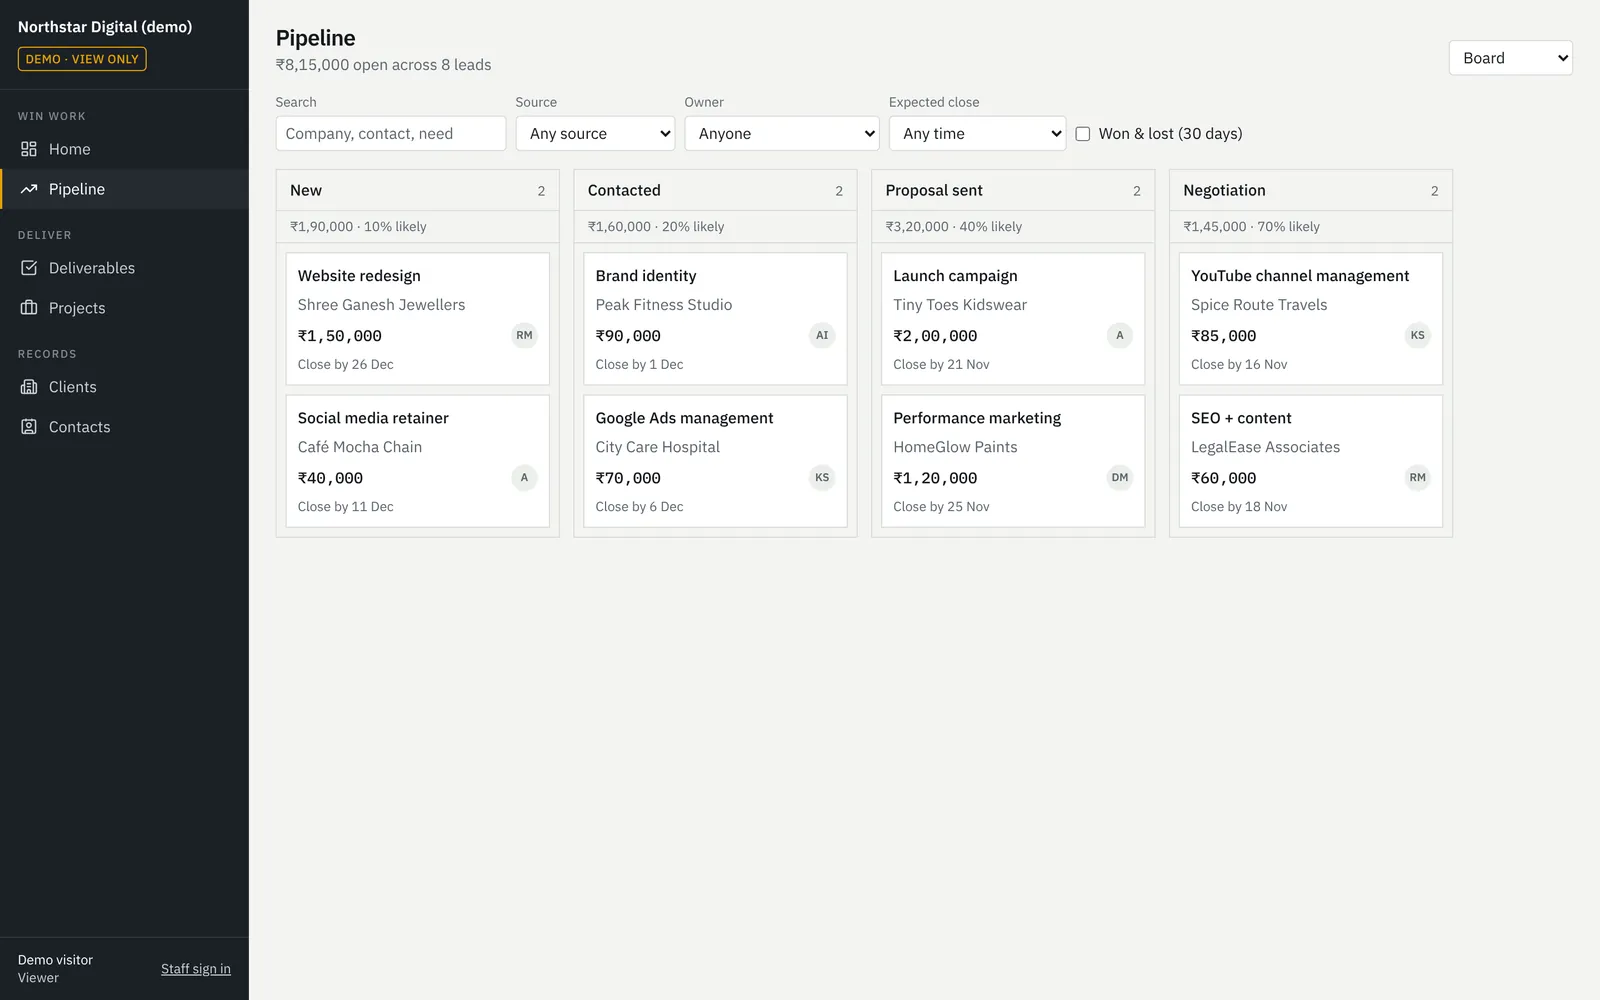 Northstar Digital (demo)
DEMO · VIEW ONLY
WIN WORK
Home
Pipeline
DELIVER
Deliverables
Projects
RECORDS
Clients
Contacts
Demo visitor
Viewer
Staff sign in
Pipeline
₹8,15,000 open across 8 leads
Board
Search
Company, contact, need
Source
Any source
Owner
Anyone
Expected close
Any time
Won & lost (30 days)
New 2
₹1,90,000 · 10% likely
Website redesign
Shree Ganesh Jewellers
₹1,50,000 RM
Close by 26 Dec
Social media retainer
Café Mocha Chain
₹40,000 A
Close by 11 Dec
Contacted 2
₹1,60,000 · 20% likely
Brand identity
Peak Fitness Studio
₹90,000 AI
Close by 1 Dec
Google Ads management
City Care Hospital
₹70,000 KS
Close by 6 Dec
Proposal sent 2
₹3,20,000 · 40% likely
Launch campaign
Tiny Toes Kidswear
₹2,00,000 A
Close by 21 Nov
Performance marketing
HomeGlow Paints
₹1,20,000 DM
Close by 25 Nov
Negotiation 2
₹1,45,000 · 70% likely
YouTube channel management
Spice Route Travels
₹85,000 KS
Close by 16 Nov
SEO + content
LegalEase Associates
₹60,000 RM
Close by 18 Nov